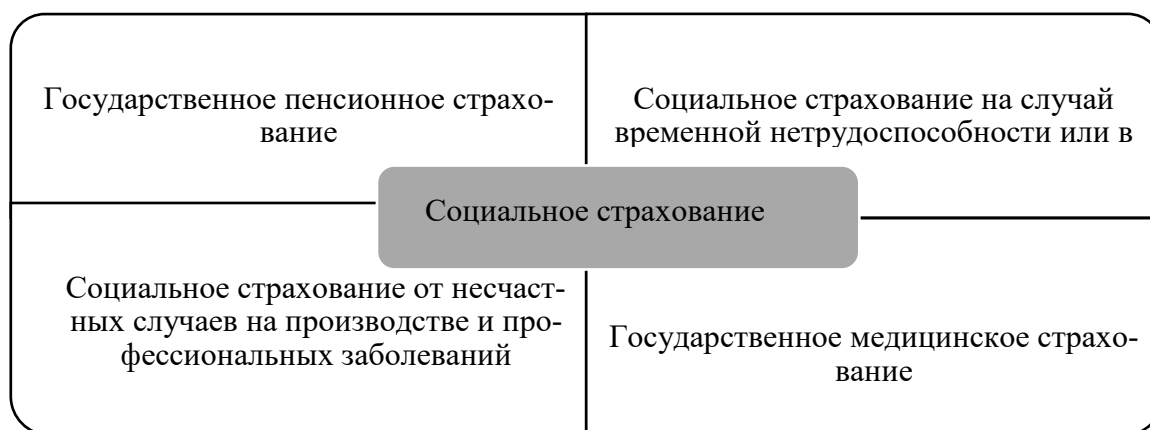 Государственное пенсионное страхо-
вание
Социальное страхование на случай
временной нетрудоспособности или в
Социальное страхование
Социальное страхование от несчаст-
ных случаев на производстве и про-
фессиональных заболеваний
Государственное медицинское страхо-
вание